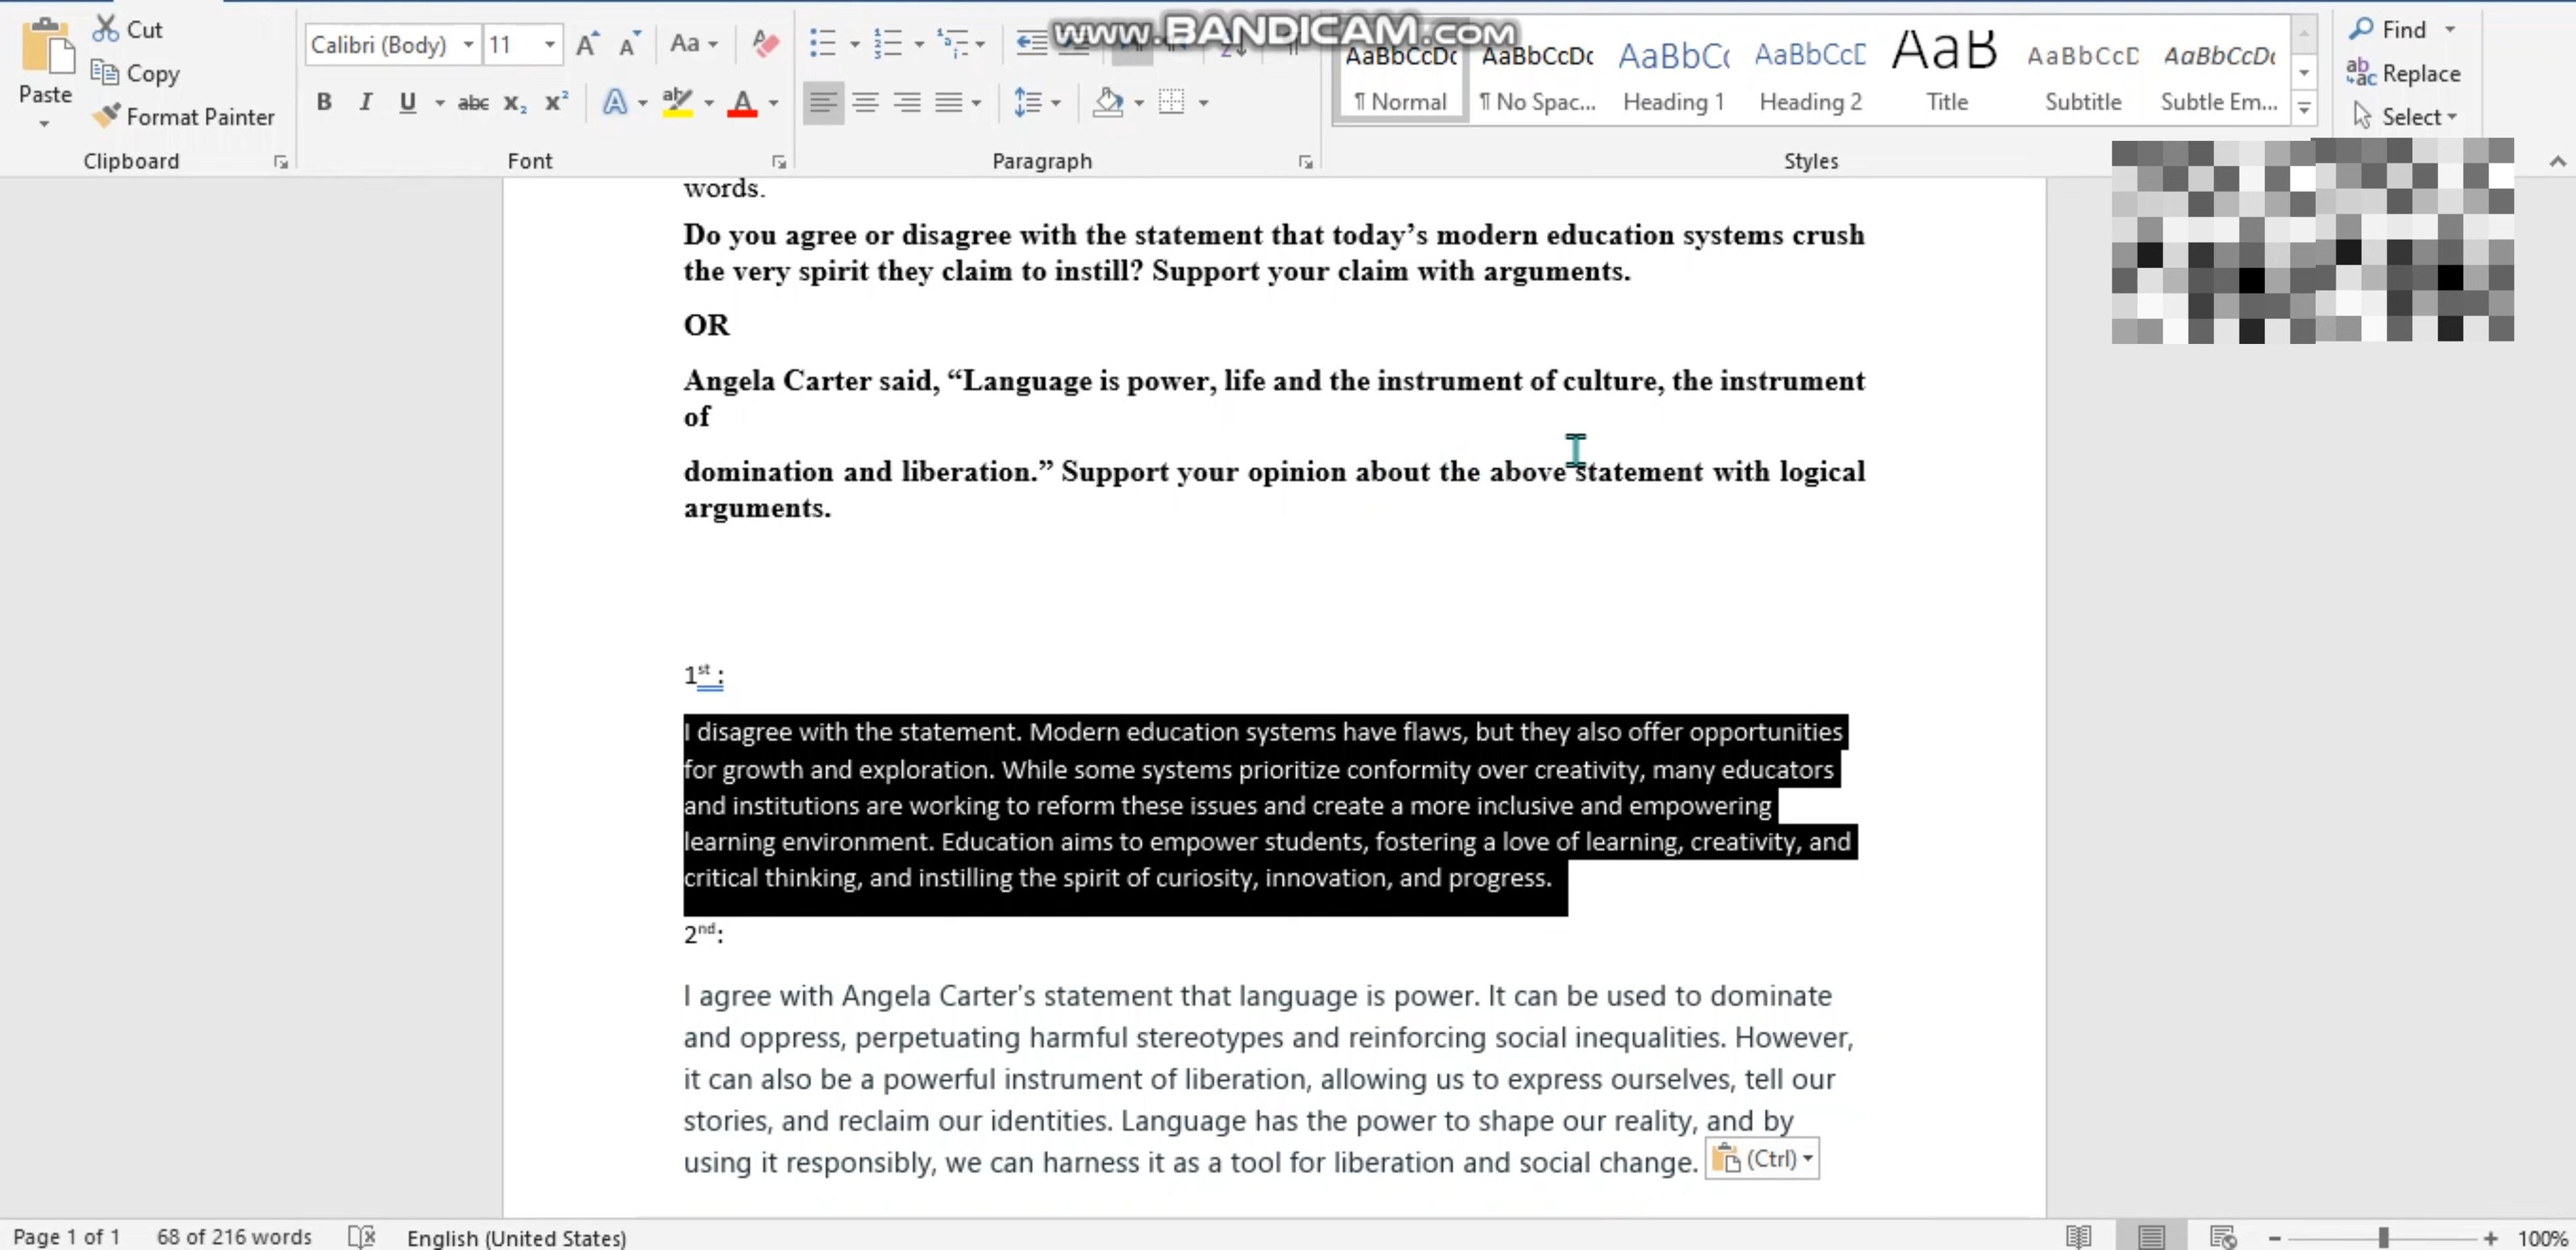 Cut
Copy
Paste
Format Painter
Clipboard
Calibri (Body)
11
Aa
B I U abc X₂ X² A ab A
Font
Paragraph
www.BANDICAM.com
AaBbCcDc AaBbCcDc AaBbC AaBbCcD AaB AaBbCcD AaBbCcD
¶ Normal ¶ No Spac... Heading 1 Heading 2 Title Subtitle Subtle Em...
Styles
Find
Replace
Select
words.
Do you agree or disagree with the statement that today’s modern education systems crush
the very spirit they claim to instill? Support your claim with arguments.
OR
Angela Carter said, “Language is power, life and the instrument of culture, the instrument
of
domination and liberation.” Support your opinion about the above statement with logical
arguments.
1st :
I disagree with the statement. Modern education systems have flaws, but they also offer opportunities
for growth and exploration. While some systems prioritize conformity over creativity, many educators
and institutions are working to reform these issues and create a more inclusive and empowering
learning environment. Education aims to empower students, fostering a love of learning, creativity, and
critical thinking, and instilling the spirit of curiosity, innovation, and progress.
2nd:
I agree with Angela Carter's statement that language is power. It can be used to dominate
and oppress, perpetuating harmful stereotypes and reinforcing social inequalities. However,
it can also be a powerful instrument of liberation, allowing us to express ourselves, tell our
stories, and reclaim our identities. Language has the power to shape our reality, and by
using it responsibly, we can harness it as a tool for liberation and social change. (Ctrl)
Page 1 of 1 68 of 216 words English (United States) 100%